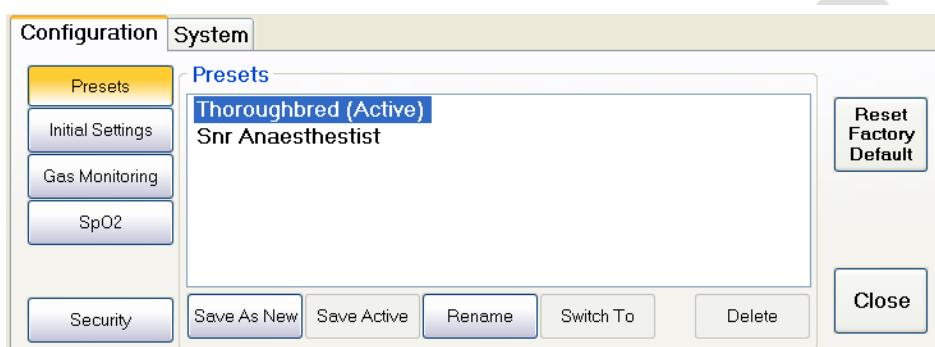 Configuration System
Presets
Initial Settings
Gas Monitoring
SpO2
Security
Presets
Thoroughbred (Active)
Snr Anaesthestist
Save As New Save Active Rename Switch To Delete
Reset
Factory
Default
Close